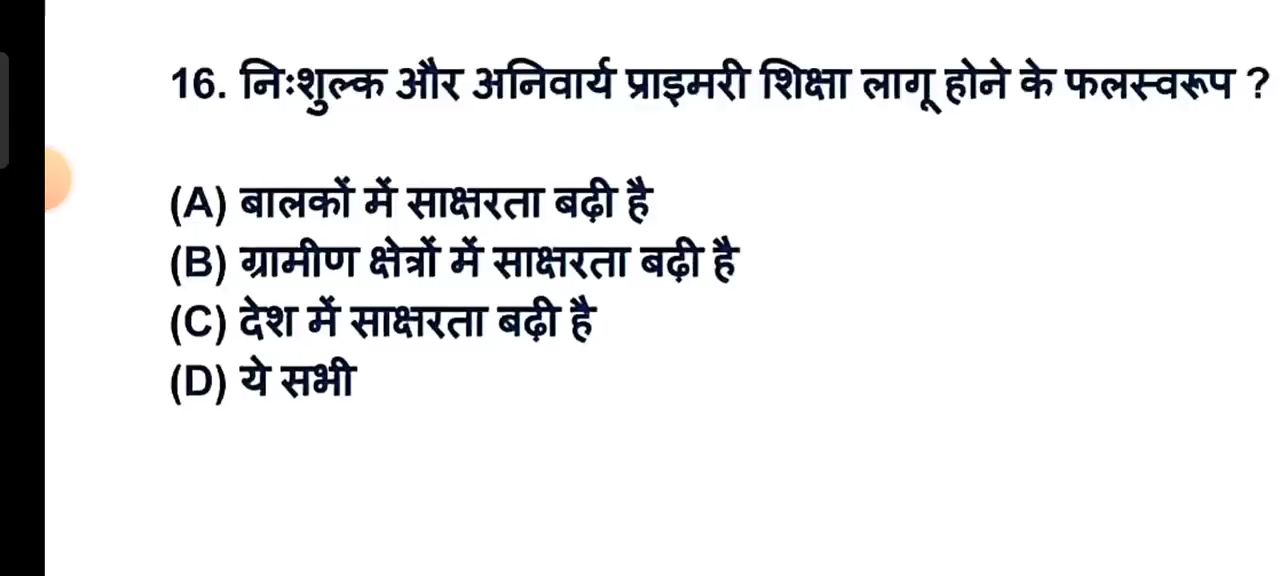 16. निःशुल्क और अनिवार्य प्राइमरी शिक्षा लागू होने के फलस्वरूप ?
(A) बालकों में साक्षरता बढ़ी है
(B) ग्रामीण क्षेत्रों में साक्षरता बढ़ी है
(C) देश में साक्षरता बढ़ी है
(D) ये सभी